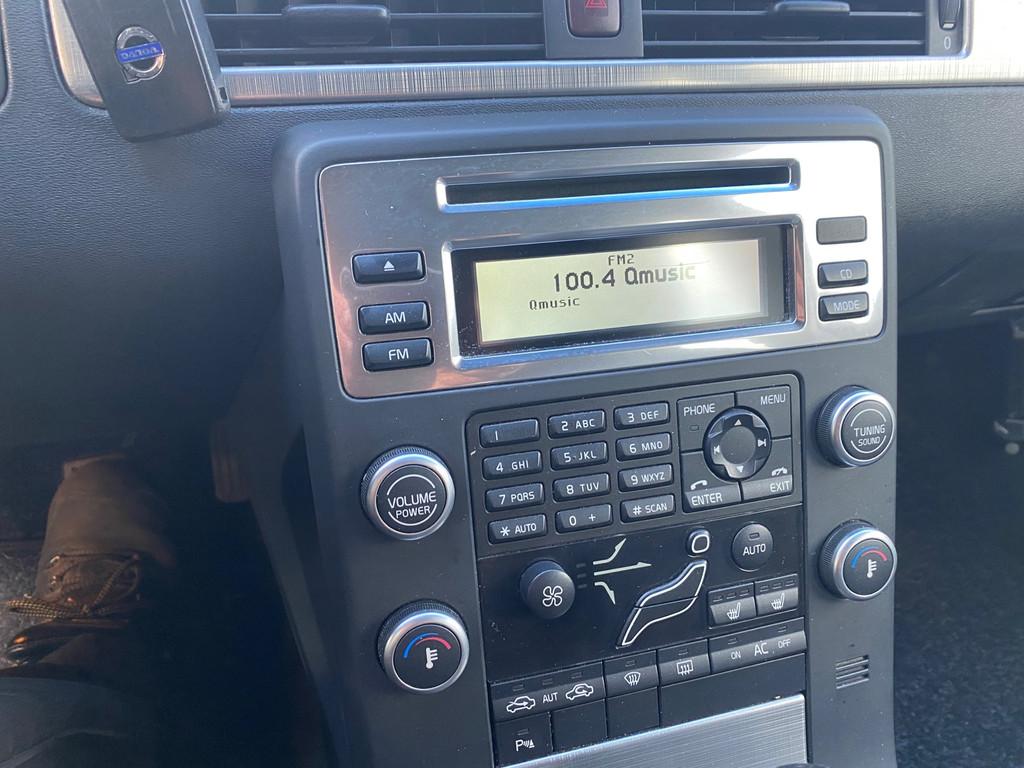 VOLVO
0
FM2
100.4 Qmusic
Qmusic
AM
FM
CD
MODE
1
2 ABC
3 DEF
4 GHI
5 JKL
6 MNO
7 PQRS
8 TUV
9 WXYZ
* AUTO
0 +
# SCAN
PHONE
MENU
ENTER
EXIT
VOLUME
POWER
TUNING
SOUND
AUTO
AUT
ON AC OFF
P